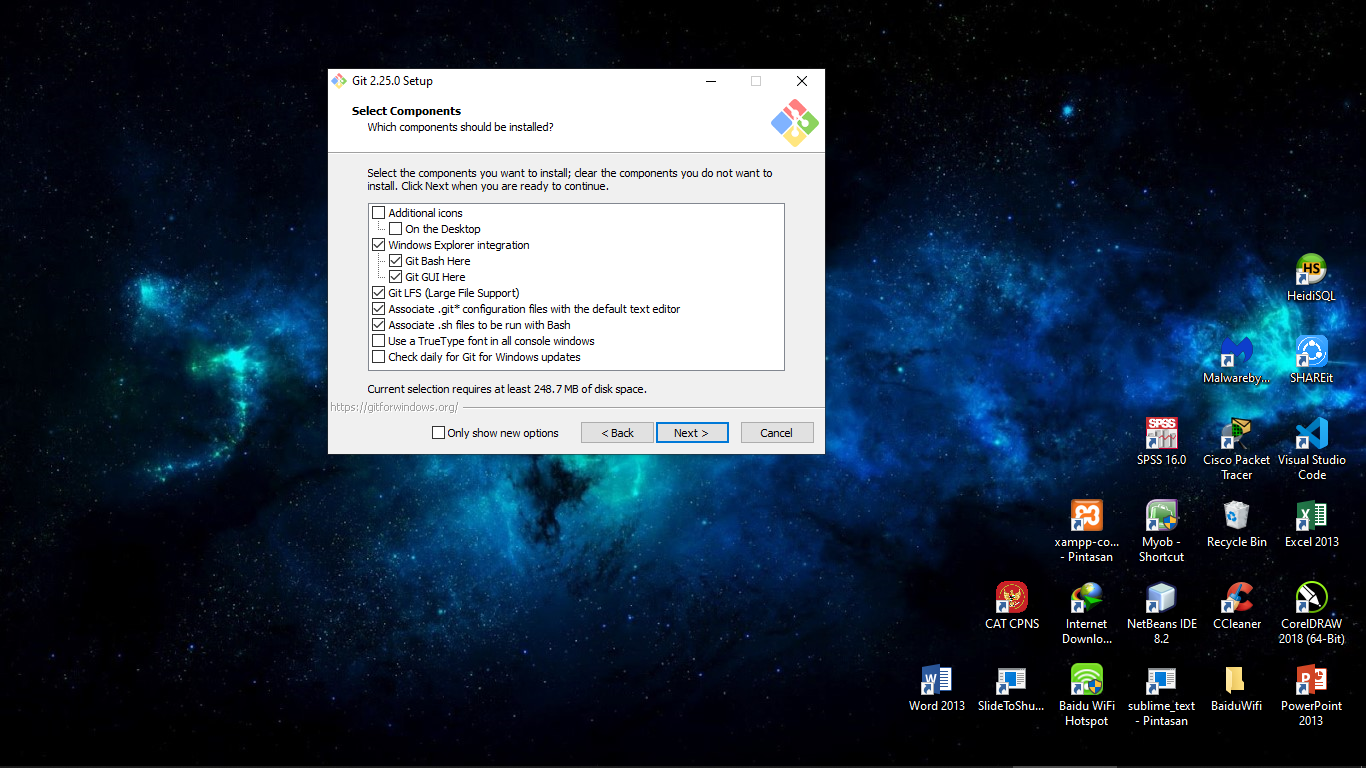 Git 2.25.0 Setup
Select Components
Which components should be installed?
Select the components you want to install; clear the components you do not want to
install. Click Next when you are ready to continue.
Additional icons
On the Desktop
Windows Explorer integration
Git Bash Here
Git GUI Here
Git LFS (Large File Support)
Associate .git* configuration files with the default text editor
Associate .sh files to be run with Bash
Use a TrueType font in all console windows
Check daily for Git for Windows updates
Current selection requires at least 248.7 MB of disk space.
https://gitforwindows.org/
Only show new options
< Back
Next >
Cancel
HS
HeidiSQL
Malwareby...
SHAREit
SPSS
SPSS 16.0
Cisco Packet
Tracer
Visual Studio
Code
xampp-co...
- Pintasan
Myob -
Shortcut
Recycle Bin
Excel 2013
CAT CPNS
Internet
Downlo...
NetBeans IDE
8.2
CCleaner
CorelDRAW
2018 (64-Bit)
Word 2013
SlideToShu...
Baidu WiFi
Hotspot
sublime_text
- Pintasan
BaiduWifi
PowerPoint
2013